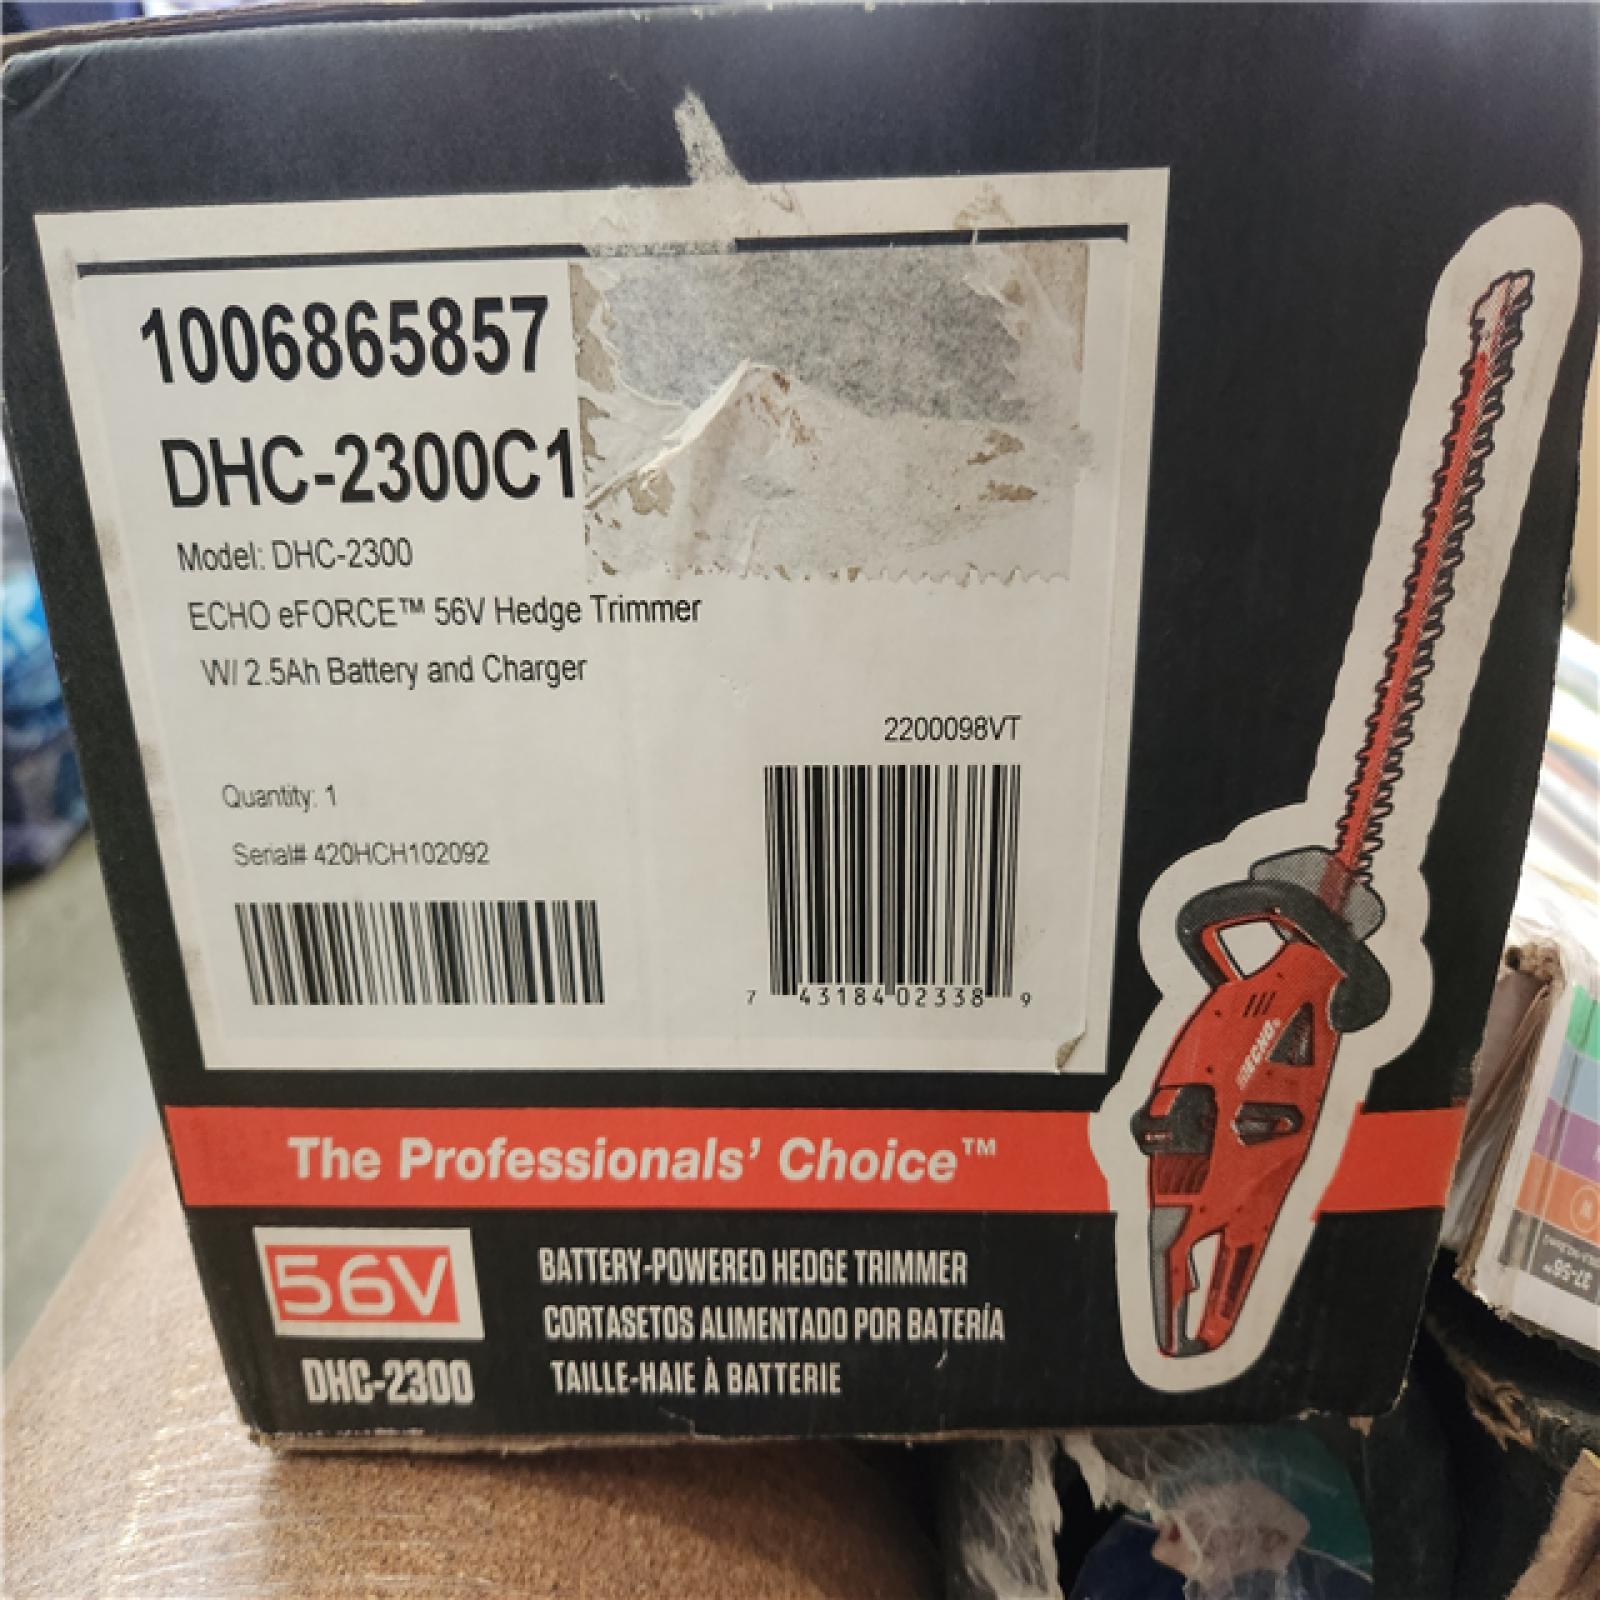 1006865857
DHC-2300C1
Model: DHC-2300
ECHO eFORCE™ 56V Hedge Trimmer
W/ 2.5Ah Battery and Charger
2200098VT
Quantity: 1
Serial# 420HCH102092
7 43184 02338 9
ECHO
The Professionals' Choice™
56V
DHC-2300
BATTERY-POWERED HEDGE TRIMMER
CORTASETOS ALIMENTADO POR BATERÍA
TAILLE-HAIE À BATTERIE